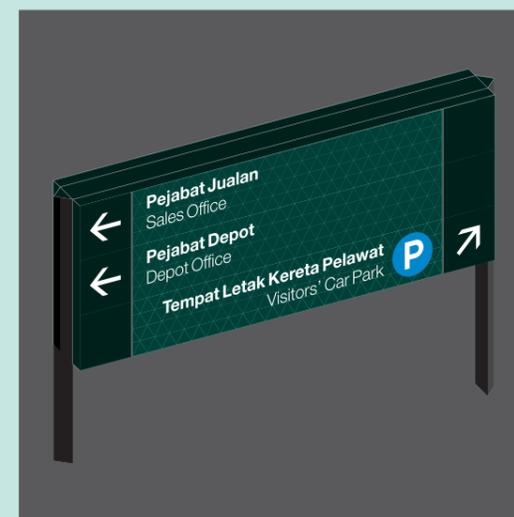 Pejabat Jualan
Sales Office
Pejabat Depot
Depot Office
Tempat Letak Kereta Pelawat
Visitors' Car Park
P